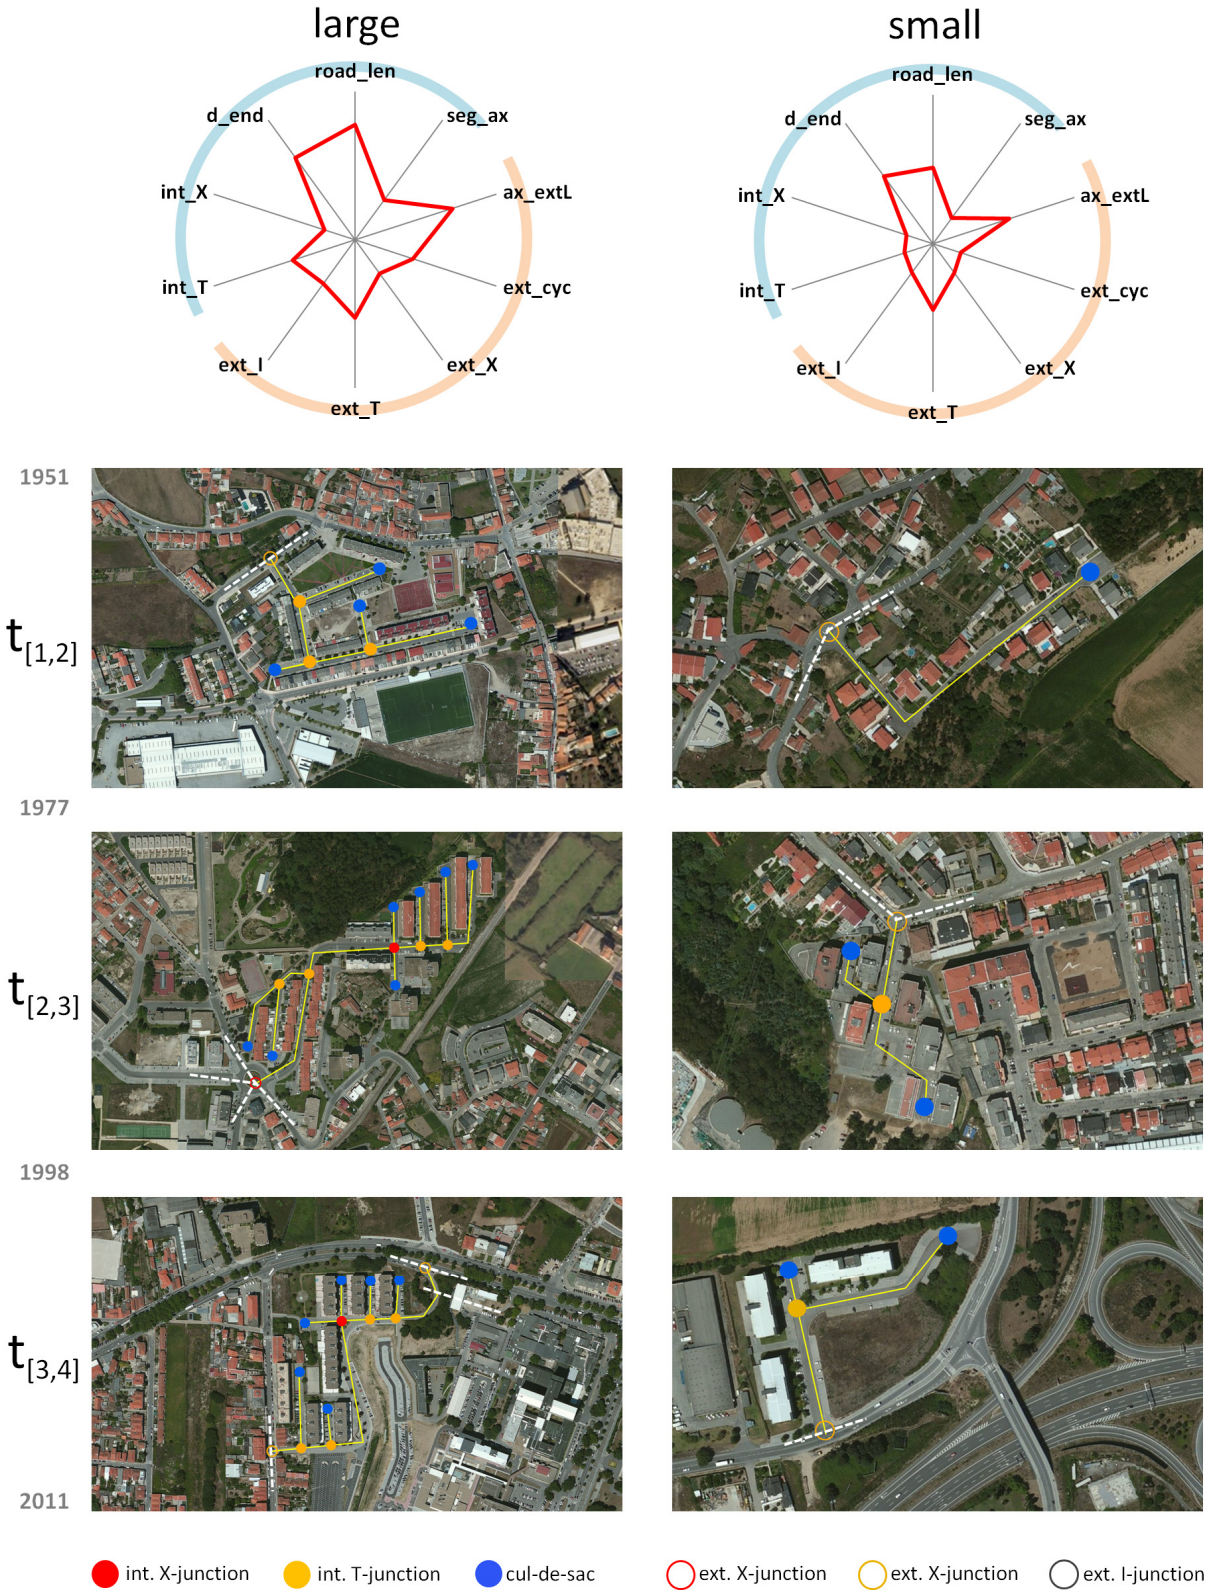 large small
road_len road_len
d_end seg_ax d_end seg_ax
int_X ax_extL int_X ax_extL
int_T ext_cyc int_T ext_cyc
ext_I ext_X ext_I ext_X
ext_T ext_T
1951
t[1,2]
1977
t[2,3]
1998
t[3,4]
2011
int. X-junction int. T-junction cul-de-sac ext. X-junction ext. X-junction ext. I-junction